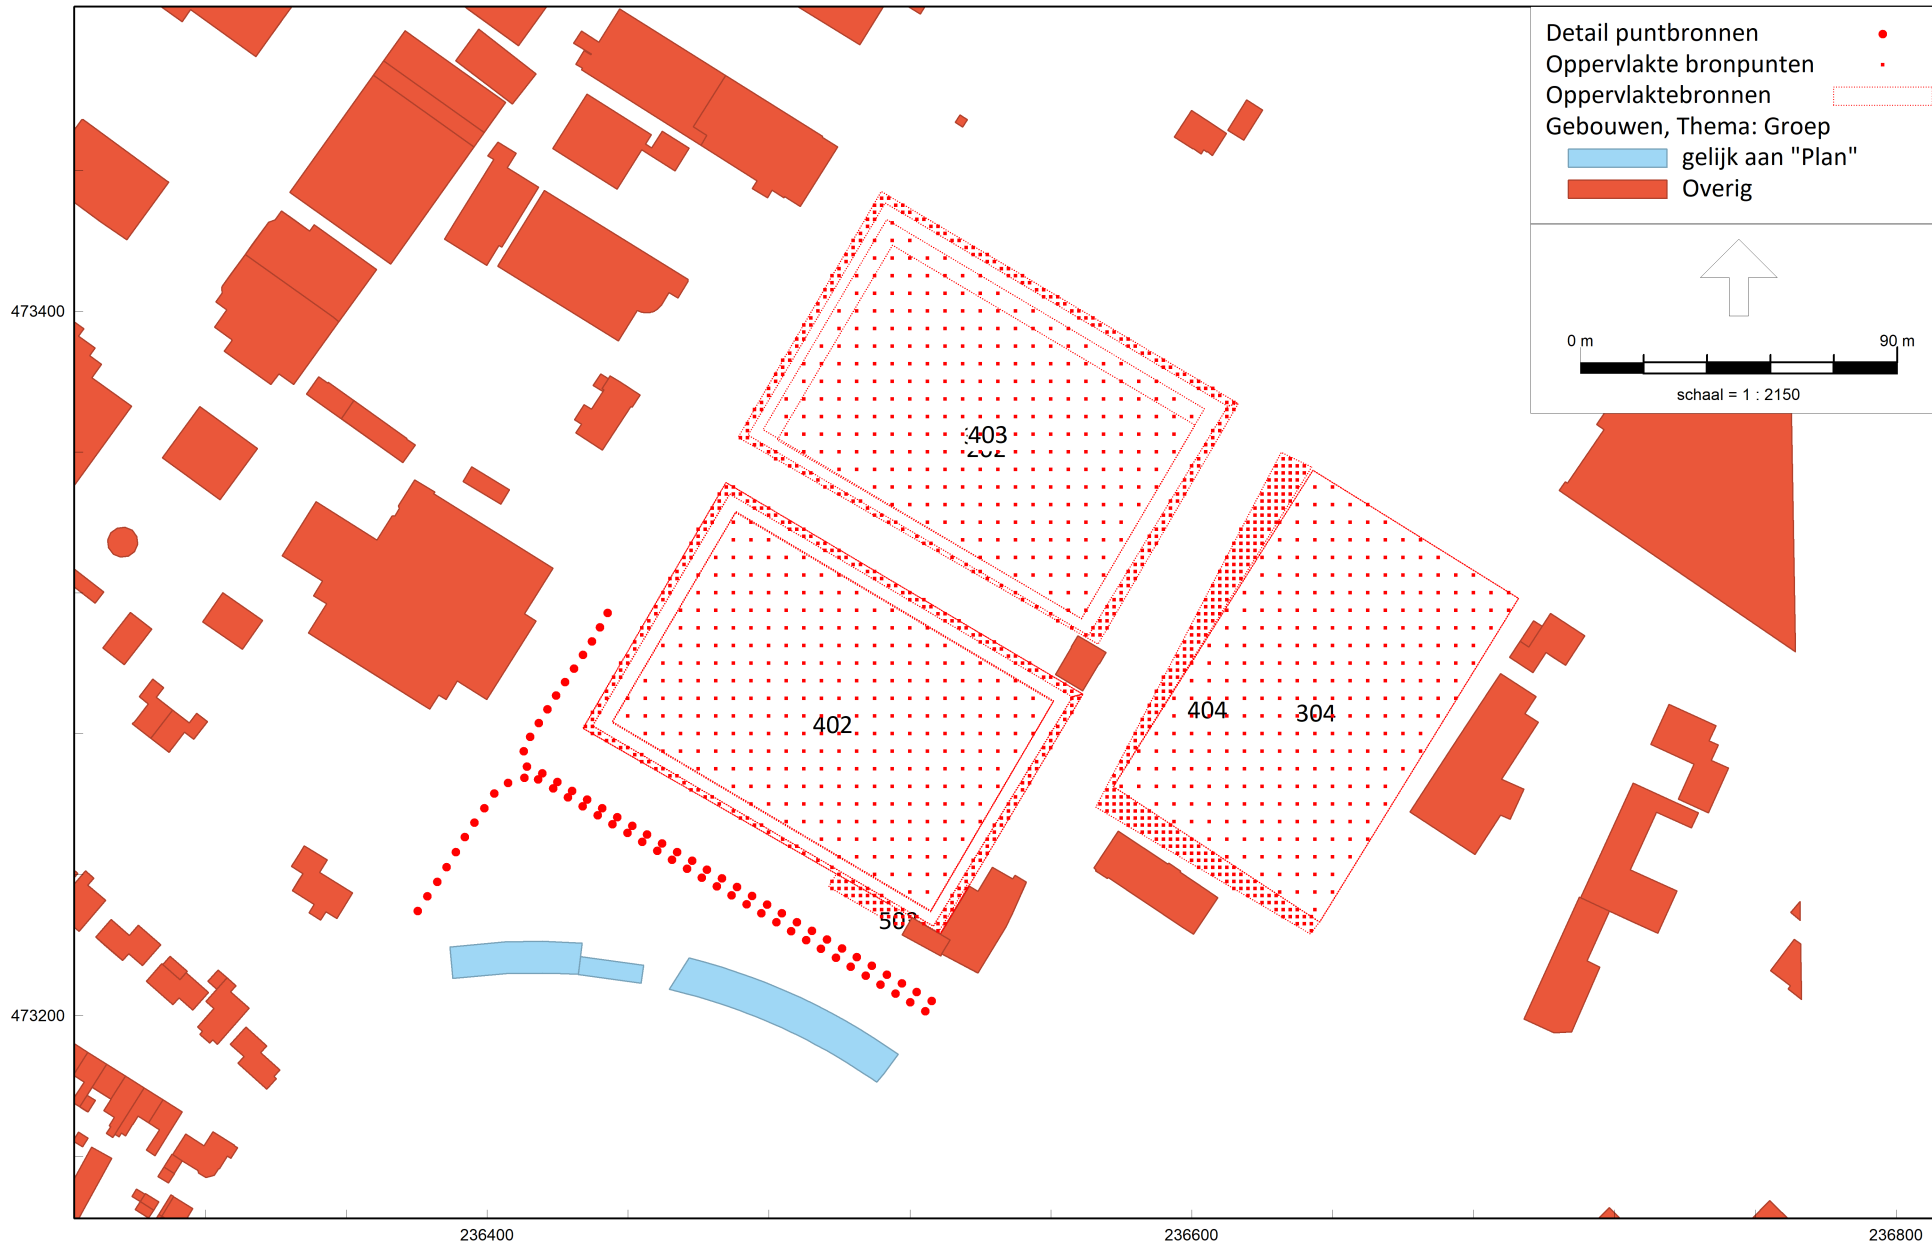 Detail puntbronnen
Oppervlakte bronpunten
Oppervlaktebronnen
Gebouwen, Thema: Groep
gelijk aan "Plan"
Overig
0 m 90 m
schaal = 1 : 2150
473400
403
402
404 304
473200
236400 236600 236800